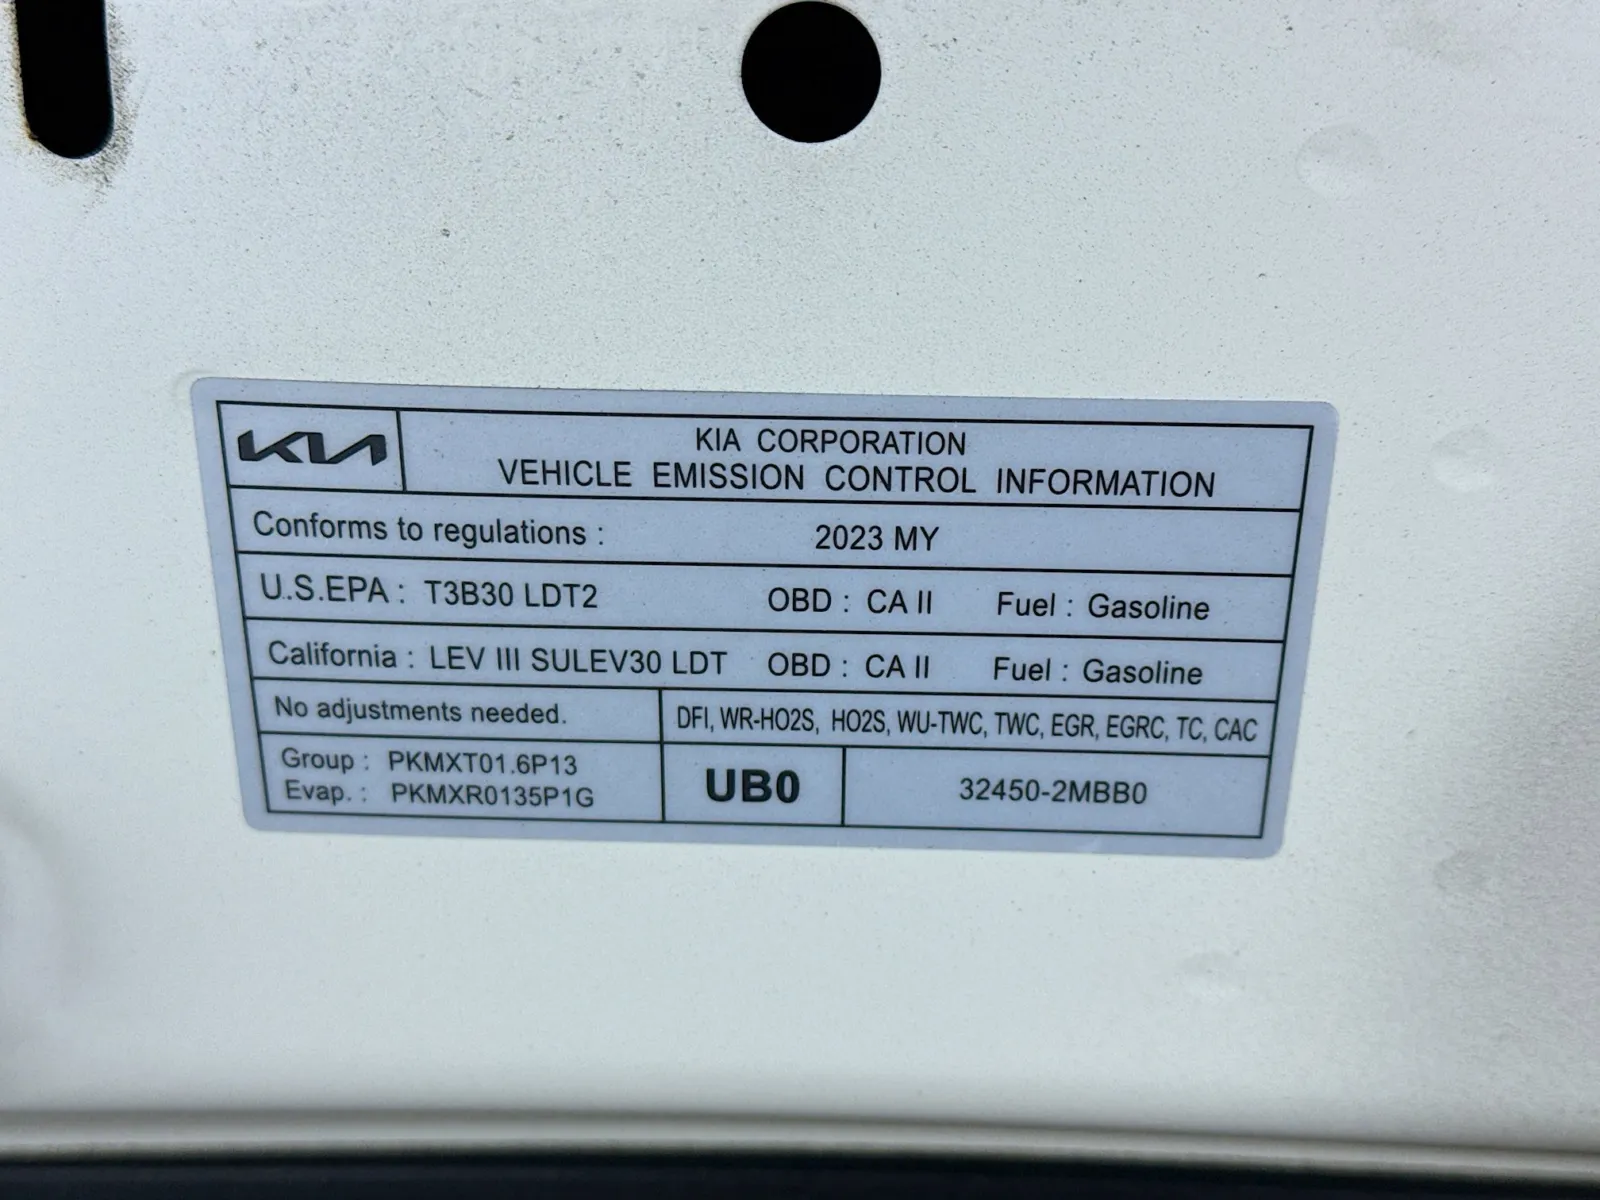 KIA
KIA CORPORATION
VEHICLE EMISSION CONTROL INFORMATION
Conforms to regulations : 2023 MY
U.S.EPA : T3B30 LDT2 OBD : CA II Fuel : Gasoline
California : LEV III SULEV30 LDT OBD : CA II Fuel : Gasoline
No adjustments needed. DFI, WR-HO2S, HO2S, WU-TWC, TWC, EGR, EGRC, TC, CAC
Group : PKMXT01.6P13
Evap. : PKMXR0135P1G
UB0 32450-2MBB0